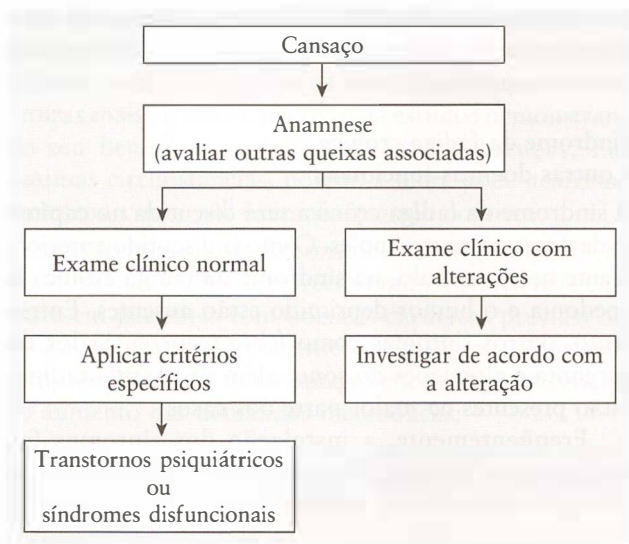 Cansaço
Anamnese
(avaliar outras queixas associadas)
Exame clínico normal
Exame clínico com
alterações
Aplicar critérios
específicos
Investigar de acordo com
a alteração
Transtornos psiquiátricos
ou
síndromes disfuncionais